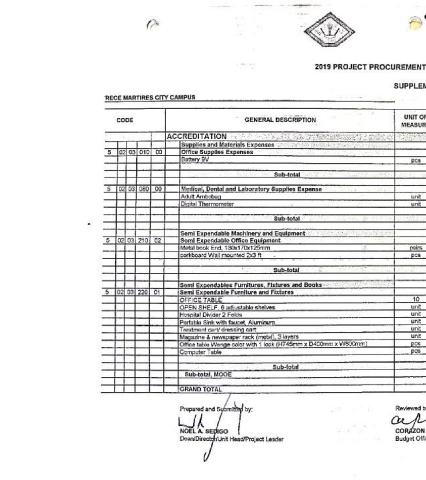 2019 PROJECT PROCUREMENT
SUPPLEM
RECE MARTIRES CITY CAMPUS
CODE GENERAL DESCRIPTION UNIT OF MEASUR
ACCREDITATION
Supplies and Materials Expenses
5 02 03 010 00 Office Supplies Expenses
Battery 9V pcs
Sub-total
5 02 03 080 00 Medical, Dental and Laboratory Supplies Expense
Adult Ambubag unit
Digital Thermometer unit
Sub-total
Semi Expendable Machinery and Equipment
5 02 03 210 02 Semi Expendable Office Equipment
Metal book End, 130x170x125mm pairs
corkboard Wall mounted 2x3 ft pcs
Sub-total
Semi Expendables Furnitures, Fixtures and Books
5 02 03 220 01 Semi Expendable Furniture and Fixtures
OFFICE TABLE 10
OPEN SHELF, 6 adjustable shelves unit
Hospital Divider 2 Folds unit
Portable Sink with faucet, Aluminum unit
Treatment cart/ dressing cart unit
Magazine & newspaper rack (metal), 3 layers unit
Office table Wenge color with 1 lock (H745mm x D400mm x W800mm) pcs
Computer Table pcs
Sub-total
Sub-total, MOOE
GRAND TOTAL
Prepared and Submitted by: Reviewed b
NOEL A. SEDIGO CORAZON
Dean/Director/Unit Head/Project Leader Budget Offi